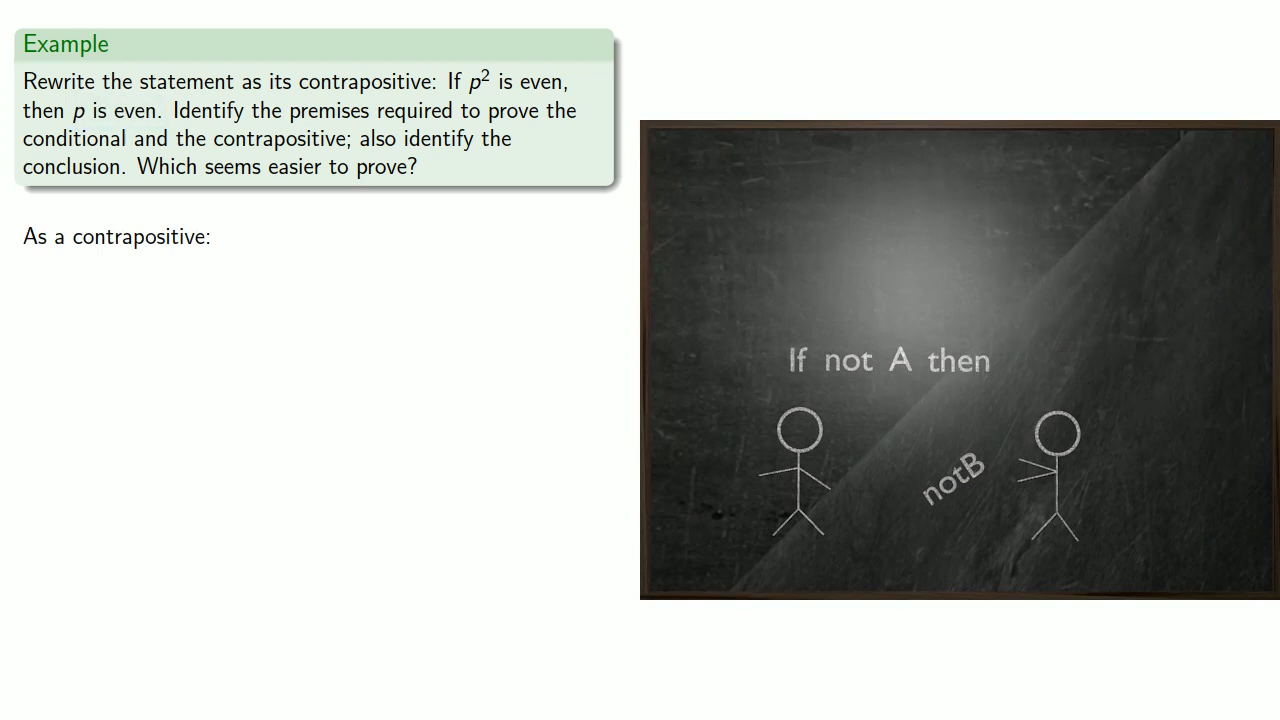 Example
Rewrite the statement as its contrapositive: If p² is even,
then p is even. Identify the premises required to prove the
conditional and the contrapositive; also identify the
conclusion. Which seems easier to prove?
As a contrapositive:
If not A then
notB